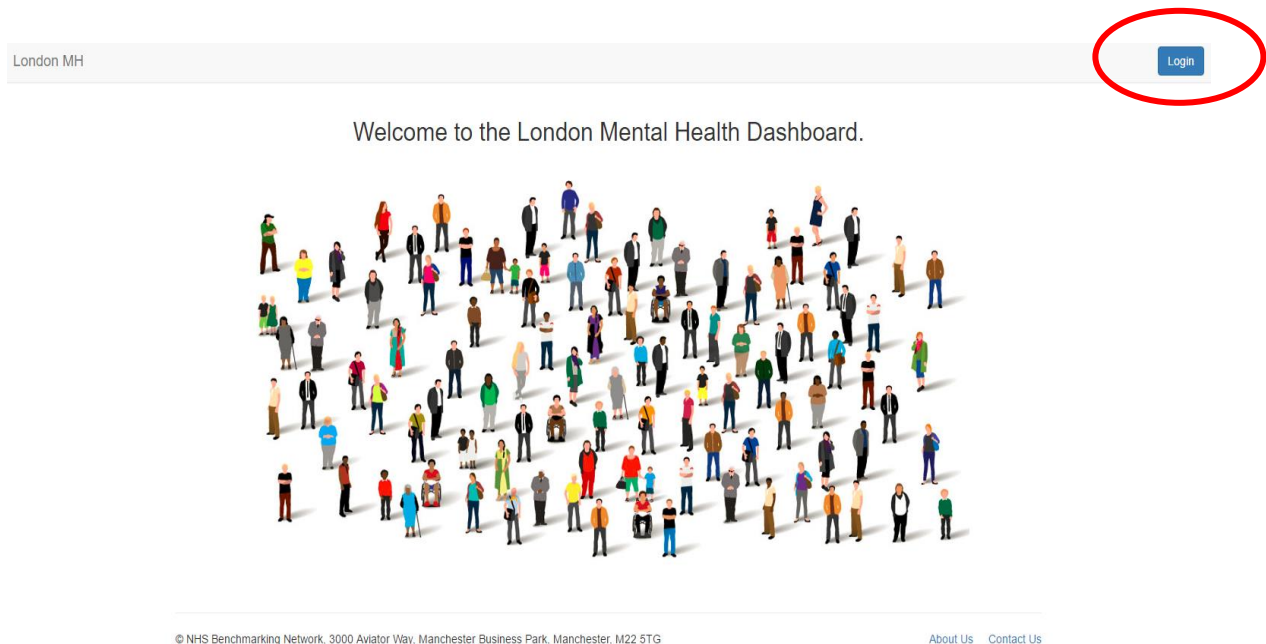 London MH
Login
Welcome to the London Mental Health Dashboard.
© NHS Benchmarking Network, 3000 Aviator Way, Manchester Business Park, Manchester, M22 5TG
About Us Contact Us